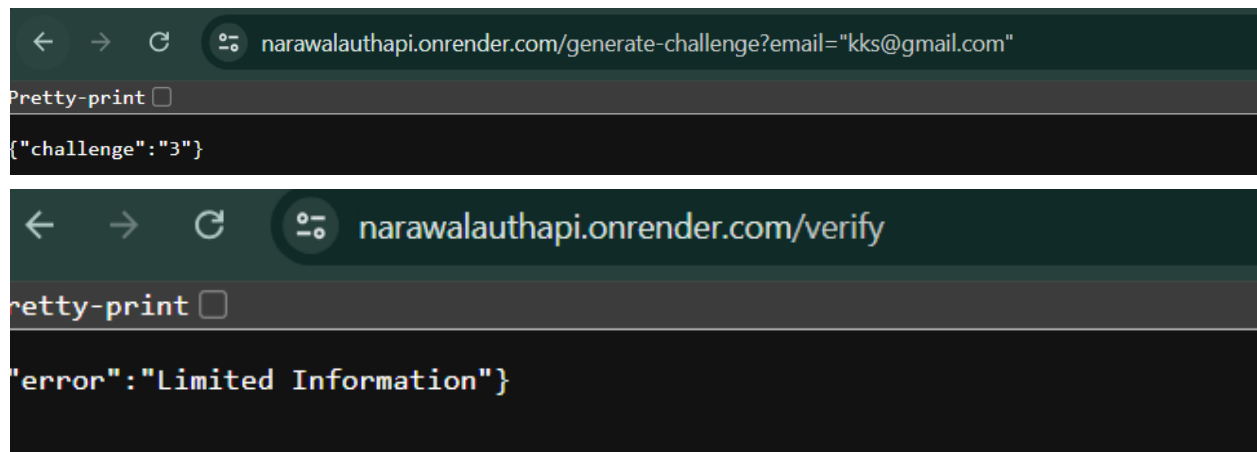 narawalauthapi.onrender.com/generate-challenge?email="kks@gmail.com"
Pretty-print
{"challenge":"3"}
narawalauthapi.onrender.com/verify
retty-print
"error":"Limited Information"}